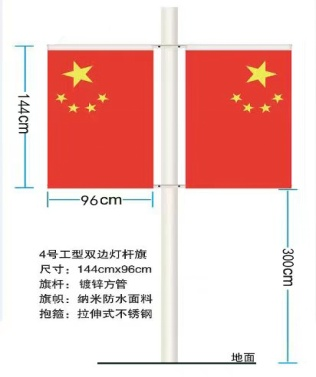 144cm
96cm
300cm
4号工型双边灯杆旗
尺寸：144cmx96cm
旗杆：镀锌方管
旗帜：纳米防水面料
抱箍：拉伸式不锈钢
地面